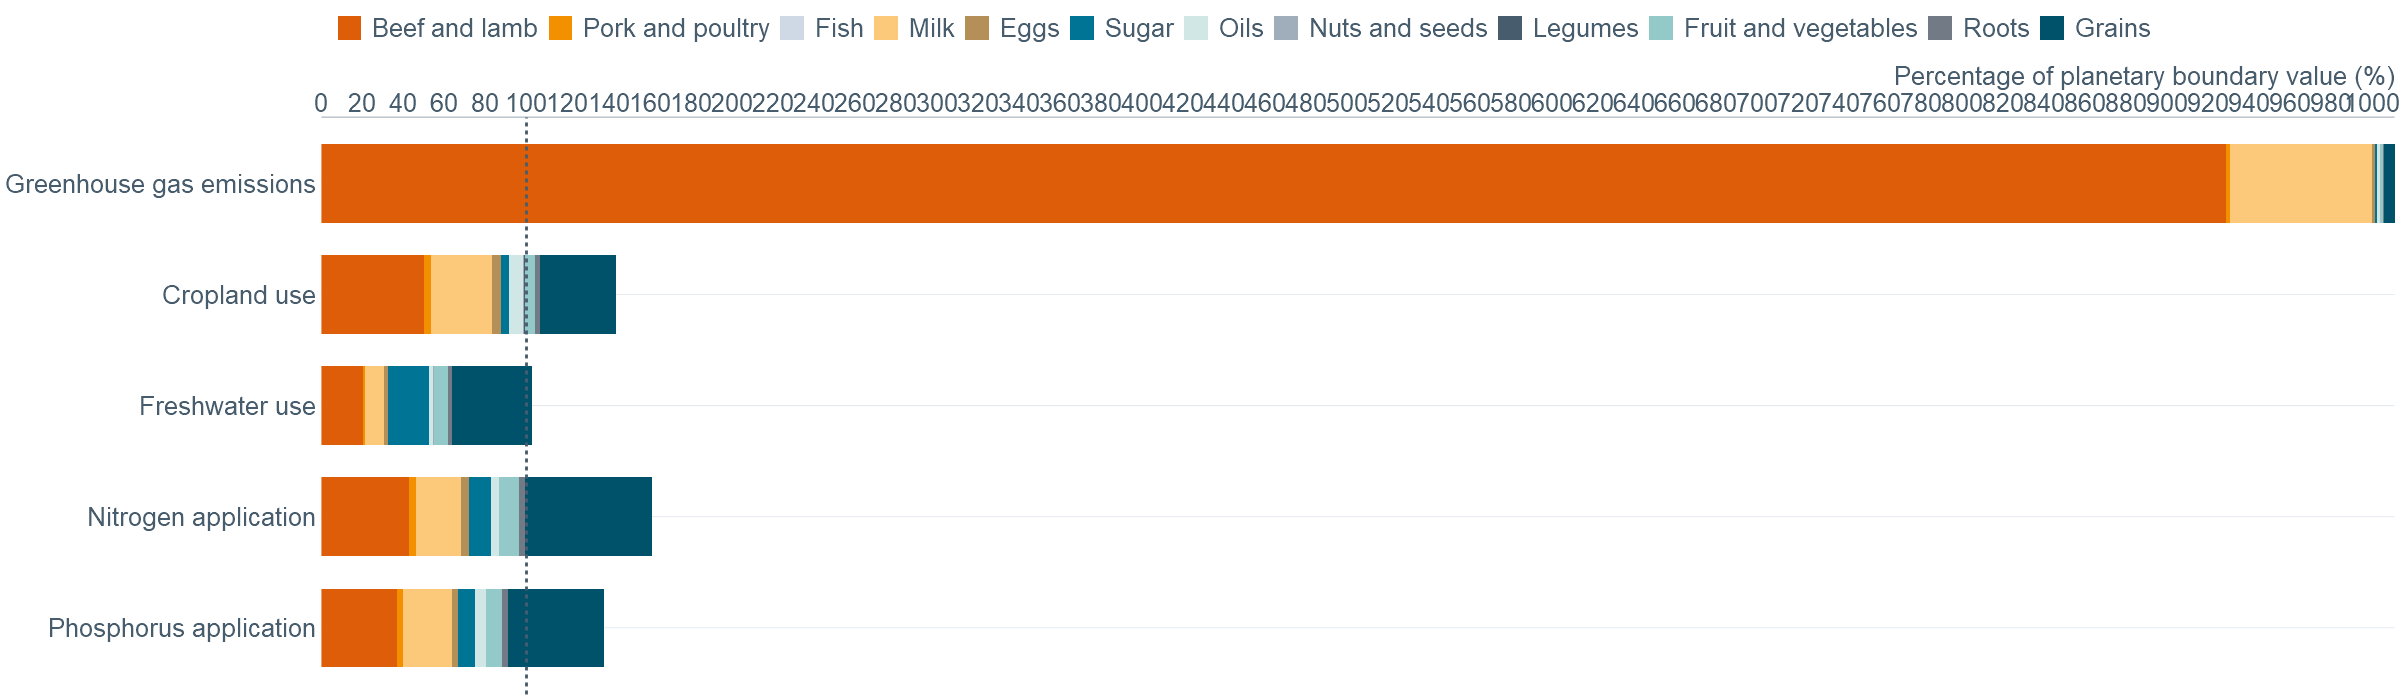 Beef and lamb Pork and poultry Fish Milk Eggs Sugar Oils Nuts and seeds Legumes Fruit and vegetables Roots Grains
Percentage of planetary boundary value (%)
0 20 40 60 80 100 120 140 160 180 200 220 240 260 280 300 320 340 360 380 400 420 440 460 480 500 520 540 560 580 600 620 640 660 680 700 720 740 760 780 800 820 840 860 880 900 920 940 960 980 1000
Greenhouse gas emissions
Cropland use
Freshwater use
Nitrogen application
Phosphorus application